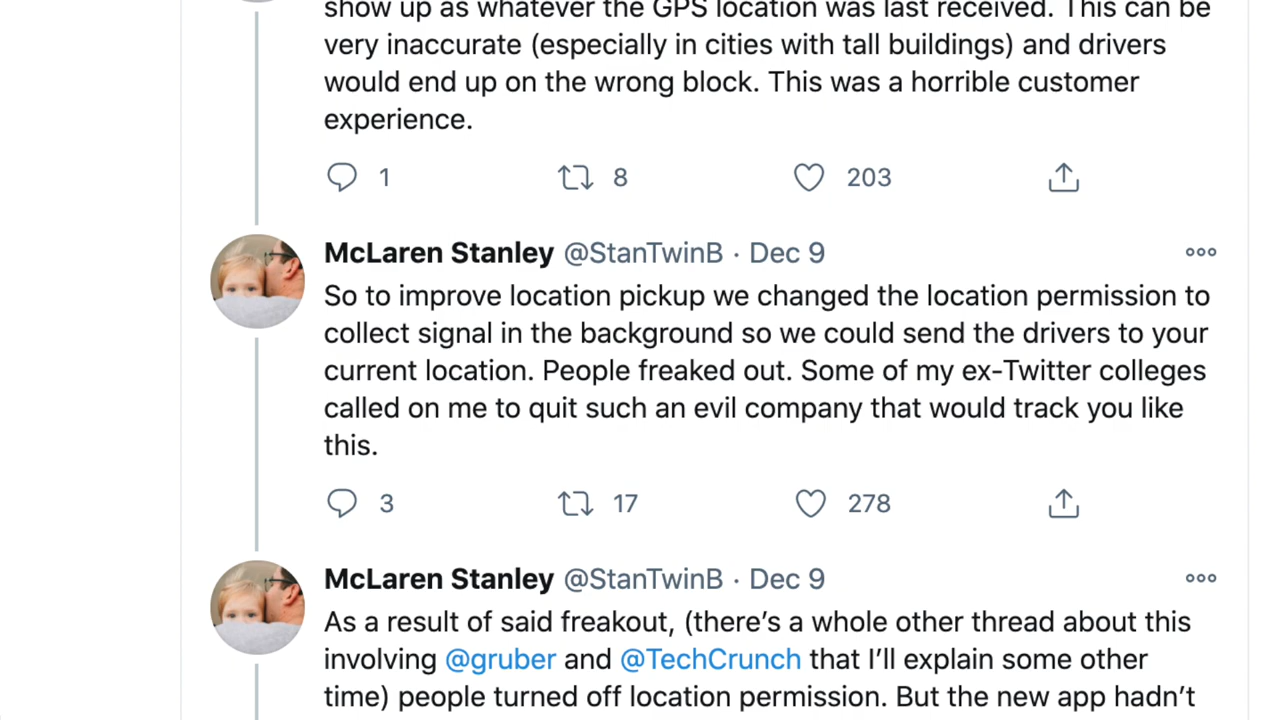 show up as whatever the GPS location was last received. This can be
very inaccurate (especially in cities with tall buildings) and drivers
would end up on the wrong block. This was a horrible customer
experience.
1 8 203
McLaren Stanley @StanTwinB · Dec 9
So to improve location pickup we changed the location permission to
collect signal in the background so we could send the drivers to your
current location. People freaked out. Some of my ex-Twitter colleges
called on me to quit such an evil company that would track you like
this.
3 17 278
McLaren Stanley @StanTwinB · Dec 9
As a result of said freakout, (there’s a whole other thread about this
involving @gruber and @TechCrunch that I’ll explain some other
time) people turned off location permission. But the new app hadn’t